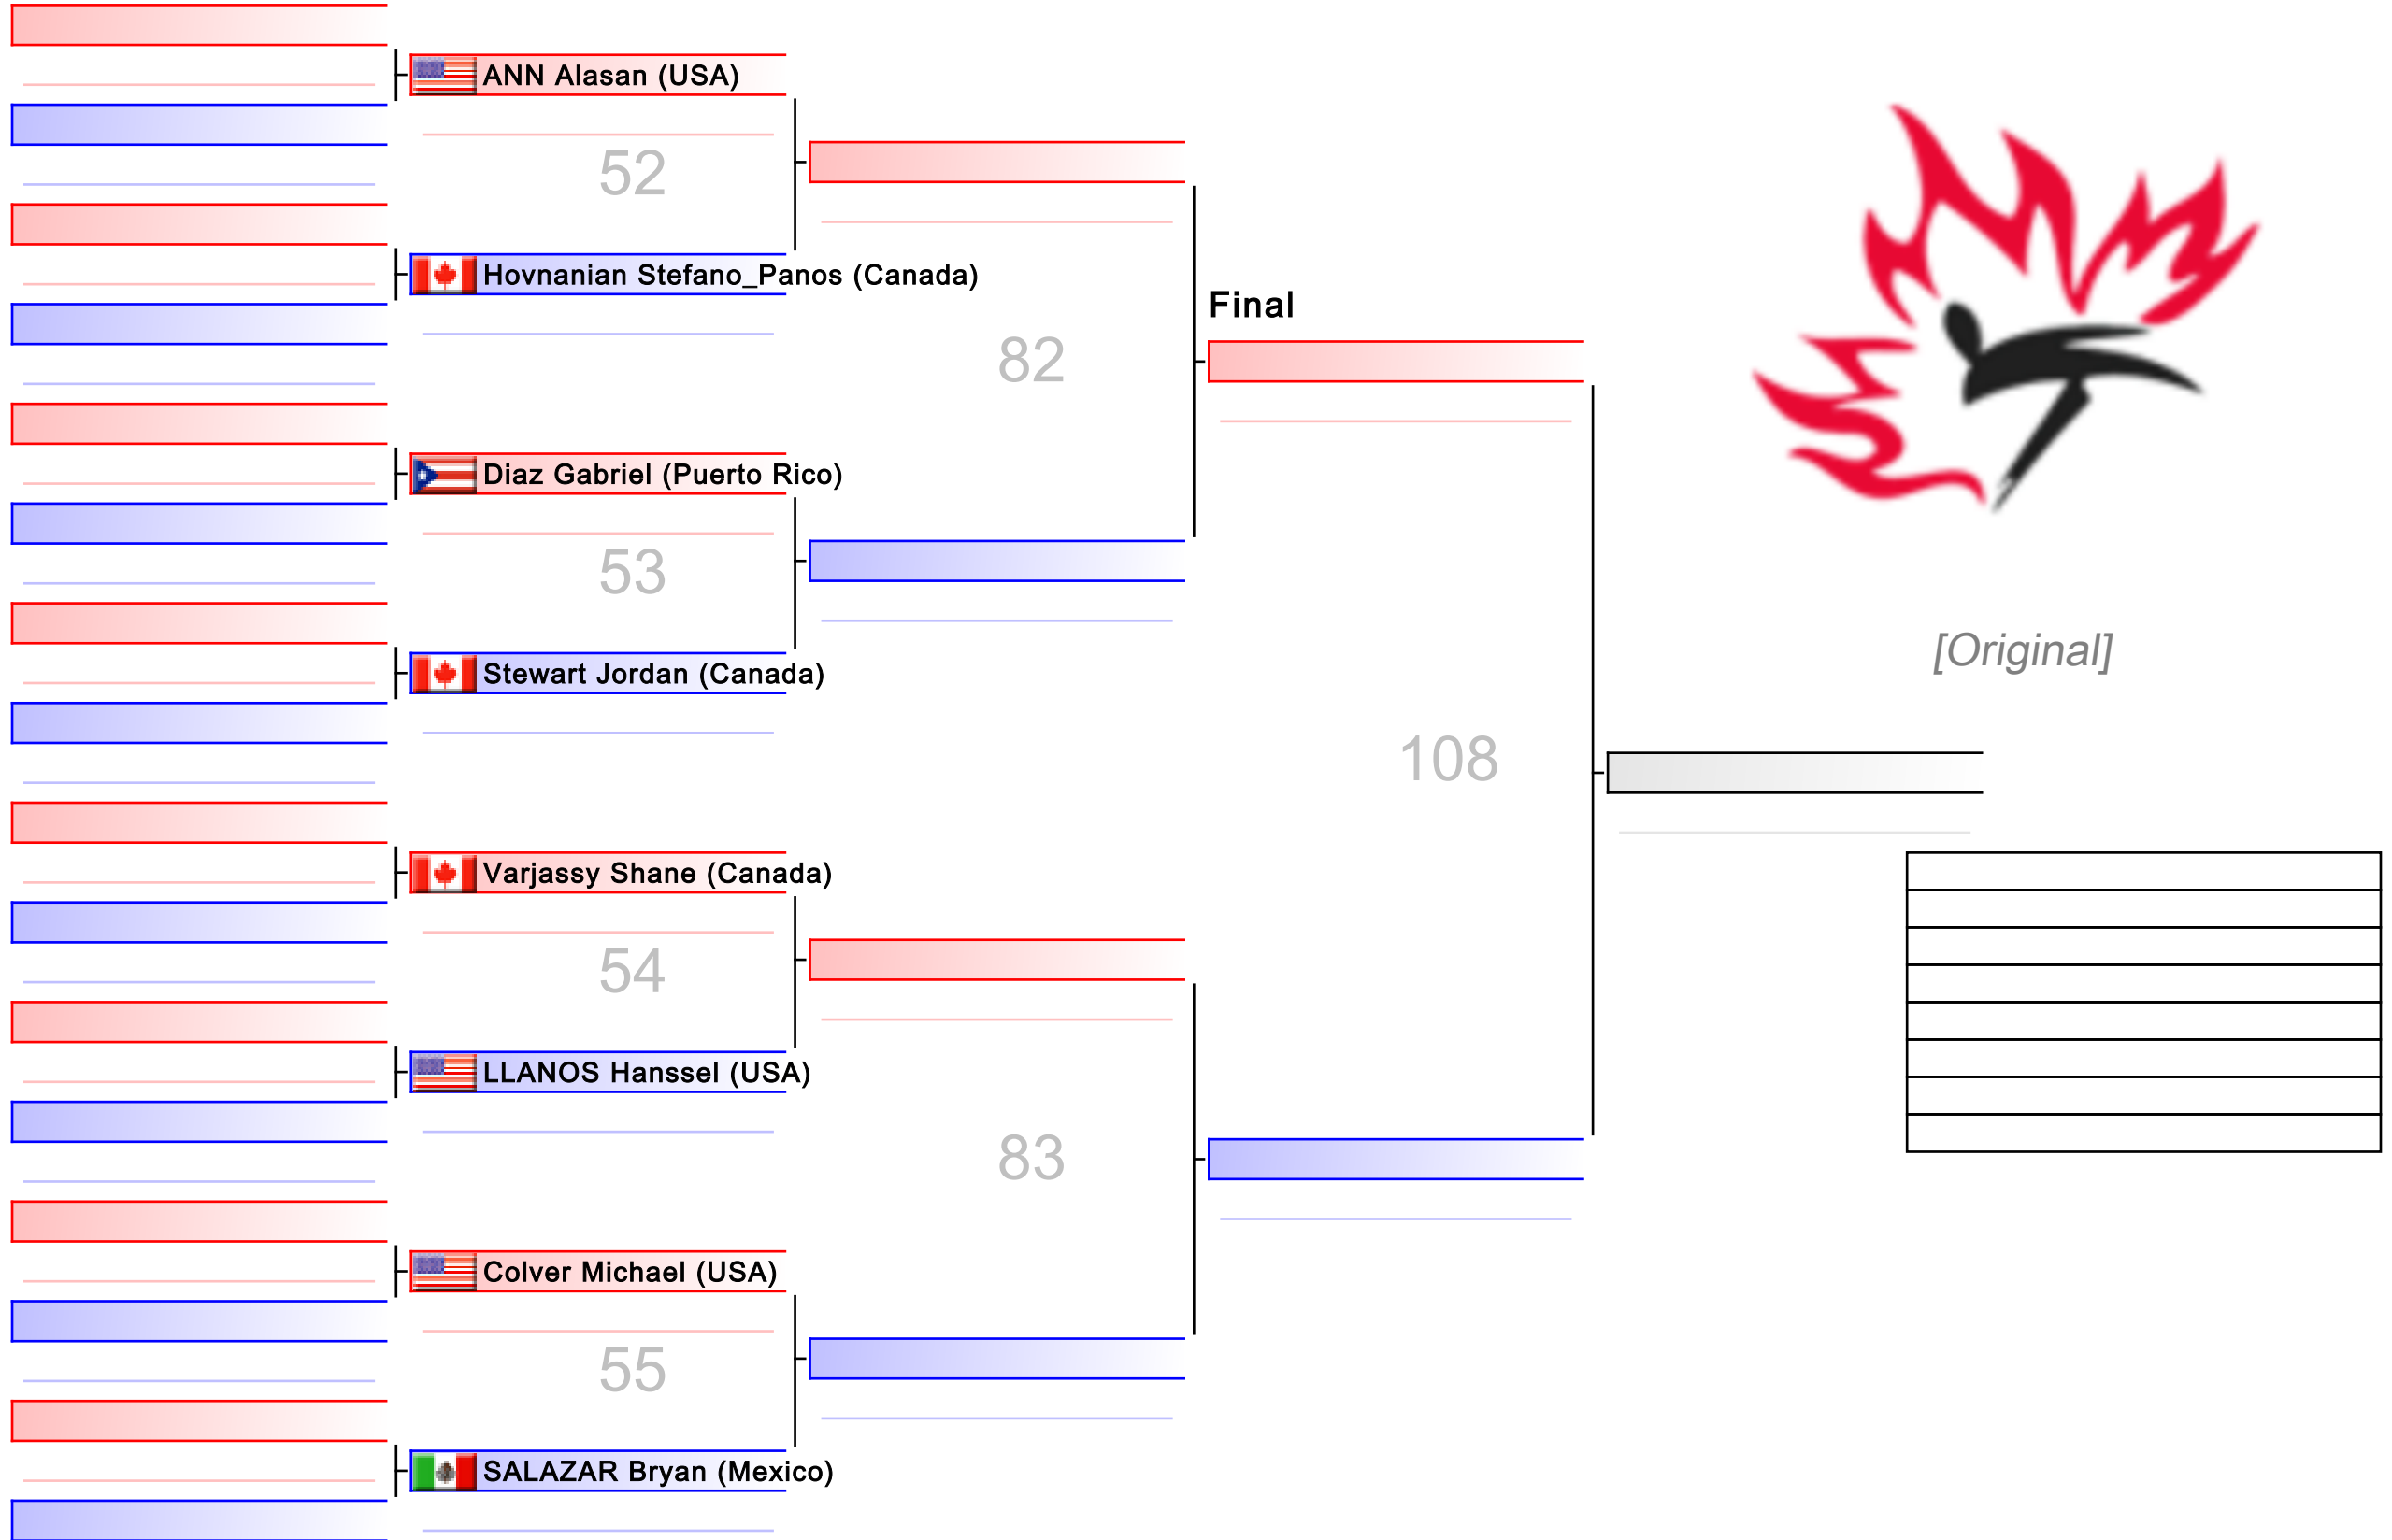 ANN Alasan (USA)
52
Hovnanian Stefano_Panos (Canada)
Final
82
Diaz Gabriel (Puerto Rico)
53
[Original]
Stewart Jordan (Canada)
108
Varjassy Shane (Canada)
54
LLANOS Hanssel (USA)
83
Colver Michael (USA)
55
SALAZAR Bryan (Mexico)